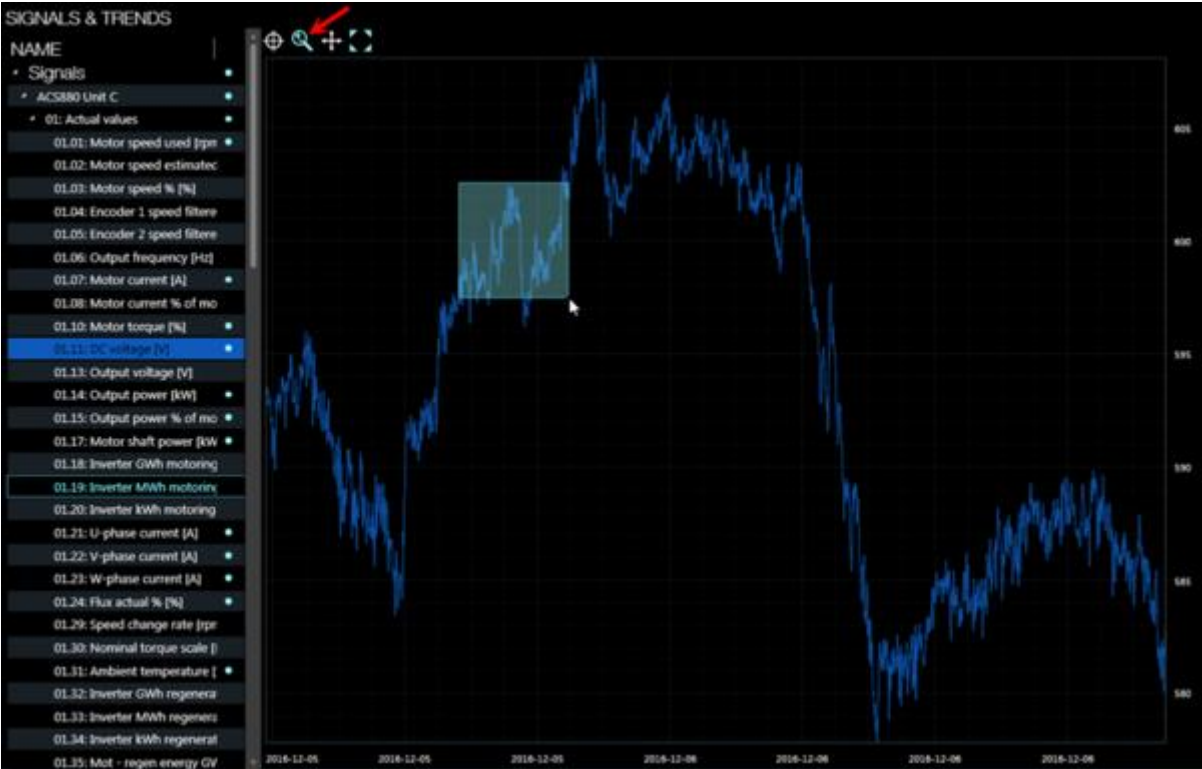 SIGNALS & TRENDS
NAME
Signals
ACS880 Unit C
01: Actual values
01.01: Motor speed used [rpm
01.02: Motor speed estimated
01.03: Motor speed % [%]
01.04: Encoder 1 speed filtere
01.05: Encoder 2 speed filtere
01.06: Output frequency [Hz]
01.07: Motor current [A]
01.08: Motor current % of mo
01.10: Motor torque [%]
01.11: DC voltage [V]
01.13: Output voltage [V]
01.14: Output power [kW]
01.15: Output power % of mo
01.17: Motor shaft power [kW
01.18: Inverter GWh motoring
01.19: Inverter MWh motoring
01.20: Inverter kWh motoring
01.21: U-phase current [A]
01.22: V-phase current [A]
01.23: W-phase current [A]
01.24: Flux actual % [%]
01.29: Speed change rate [rpr
01.30: Nominal torque scale [
01.31: Ambient temperature [
01.32: Inverter GWh regenera
01.33: Inverter MWh regenera
01.34: Inverter kWh regenerat
01.35: Mot - regen energy GV
605
600
595
590
585
580
2016-12-05 2016-12-05 2016-12-05 2016-12-06 2016-12-06 2016-12-06 2016-12-06